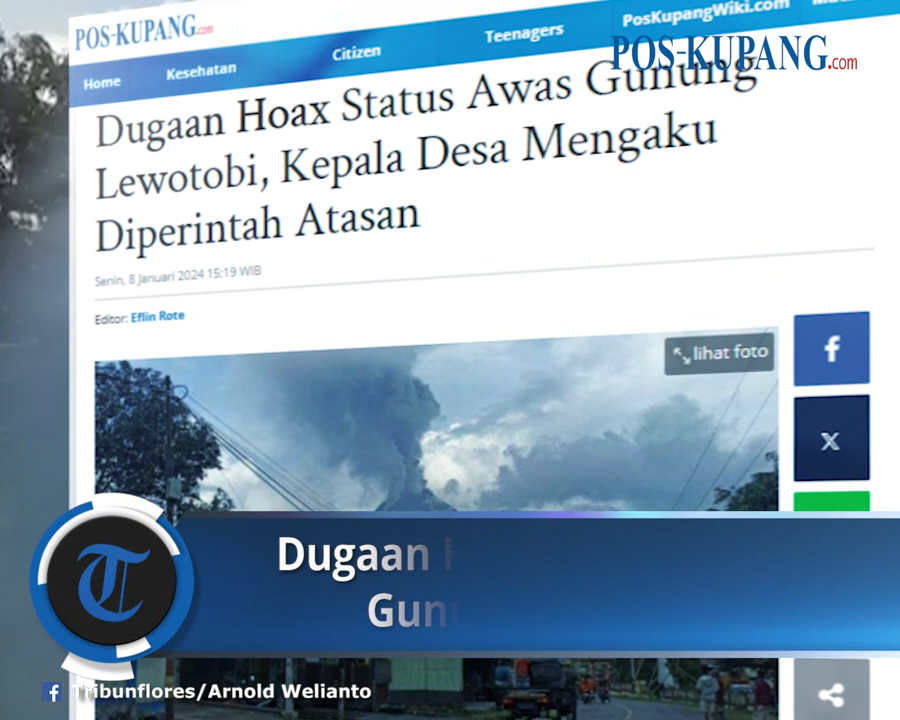 POS-KUPANG.com
Home Kesehatan Citizen Teenagers PosKupangWiki.com
POS-KUPANG.com
Dugaan Hoax Status Awas Gunung
Lewotobi, Kepala Desa Mengaku
Diperintah Atasan
Senin, 8 Januari 2024 15:19 WIB
Editor: Eflin Rote
lihat foto
Dugaan
Gun
Tribunflores/Arnold Welianto